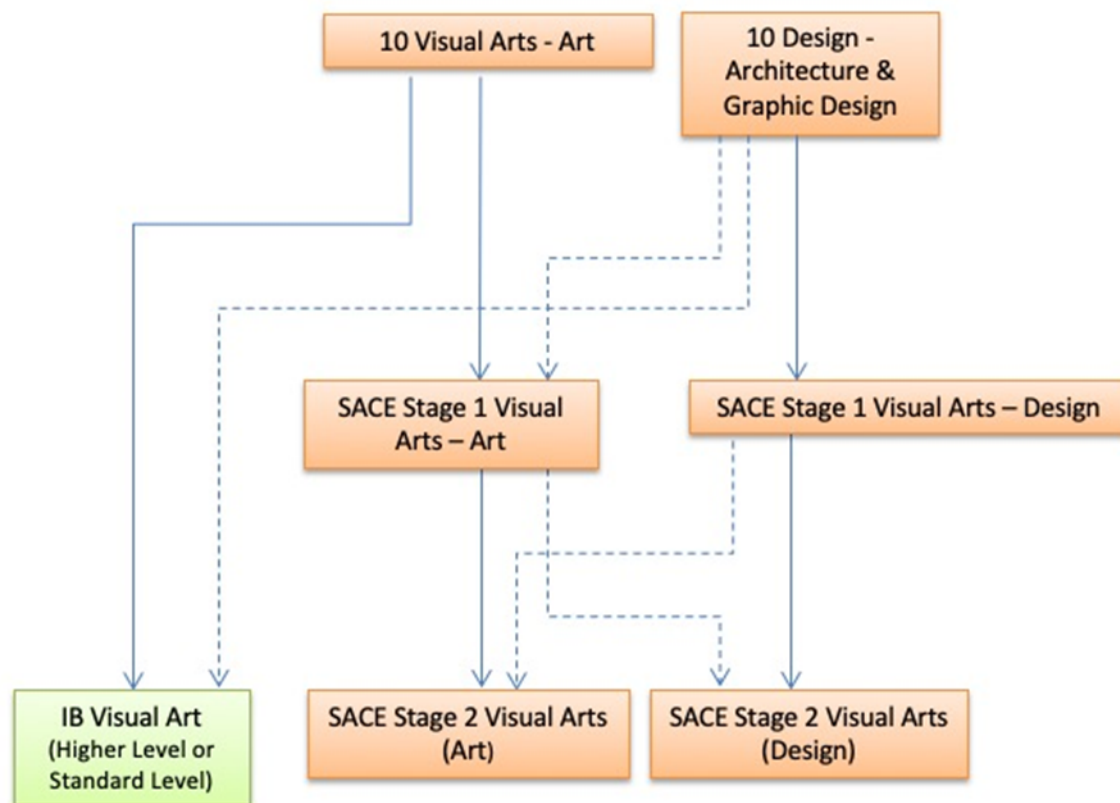 10 Visual Arts - Art
10 Design -
Architecture &
Graphic Design
SACE Stage 1 Visual
Arts – Art
SACE Stage 1 Visual Arts – Design
IB Visual Art
(Higher Level or
Standard Level)
SACE Stage 2 Visual Arts
(Art)
SACE Stage 2 Visual Arts
(Design)